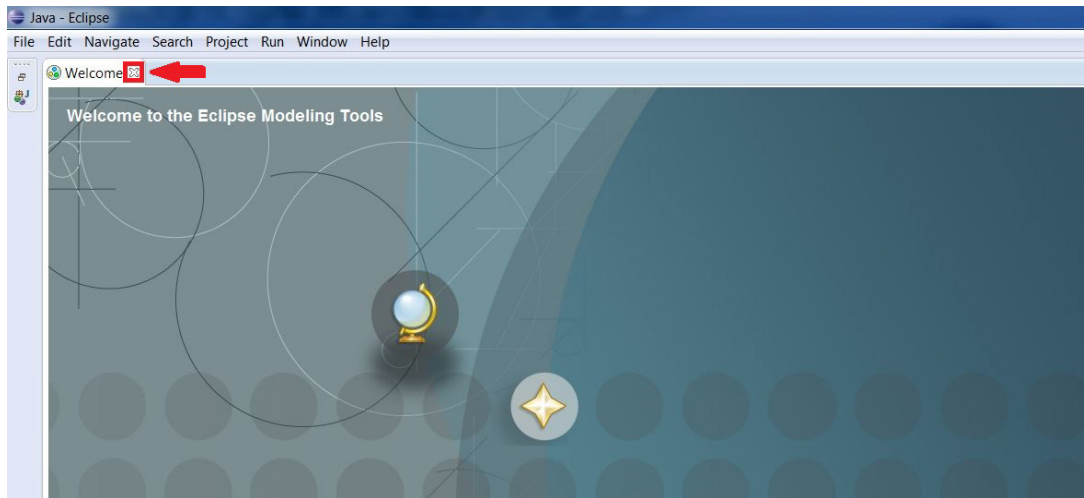 Java - Eclipse
File Edit Navigate Search Project Run Window Help
Welcome
Welcome to the Eclipse Modeling Tools